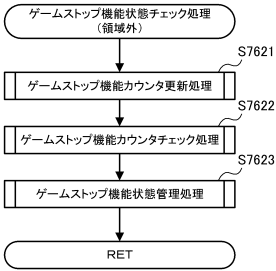 ゲームストップ機能状態チェック処理
（領域外）
S7621
ゲームストップ機能カウンタ更新処理
S7622
ゲームストップ機能カウンタチェック処理
S7623
ゲームストップ機能状態管理処理
RET